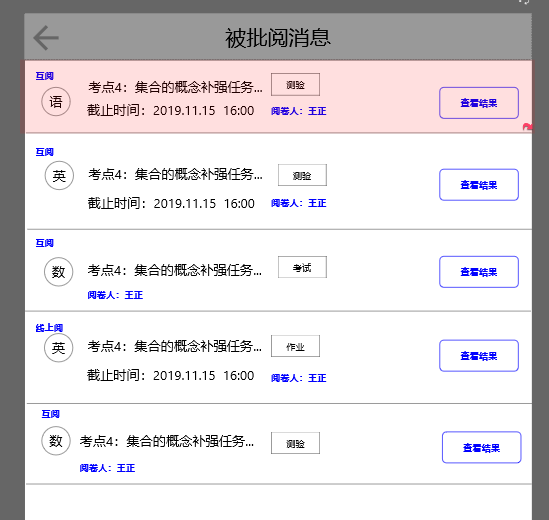 被批阅消息
互阅
语
考点4：集合的概念补强任务...
测验
截止时间：2019.11.15 16:00
阅卷人：王正
查看结果
互阅
英
考点4：集合的概念补强任务...
测验
截止时间：2019.11.15 16:00
阅卷人：王正
查看结果
互阅
数
考点4：集合的概念补强任务...
考试
阅卷人：王正
查看结果
线上阅
英
考点4：集合的概念补强任务...
作业
截止时间：2019.11.15 16:00
阅卷人：王正
查看结果
互阅
数
考点4：集合的概念补强任务...
测验
阅卷人：王正
查看结果